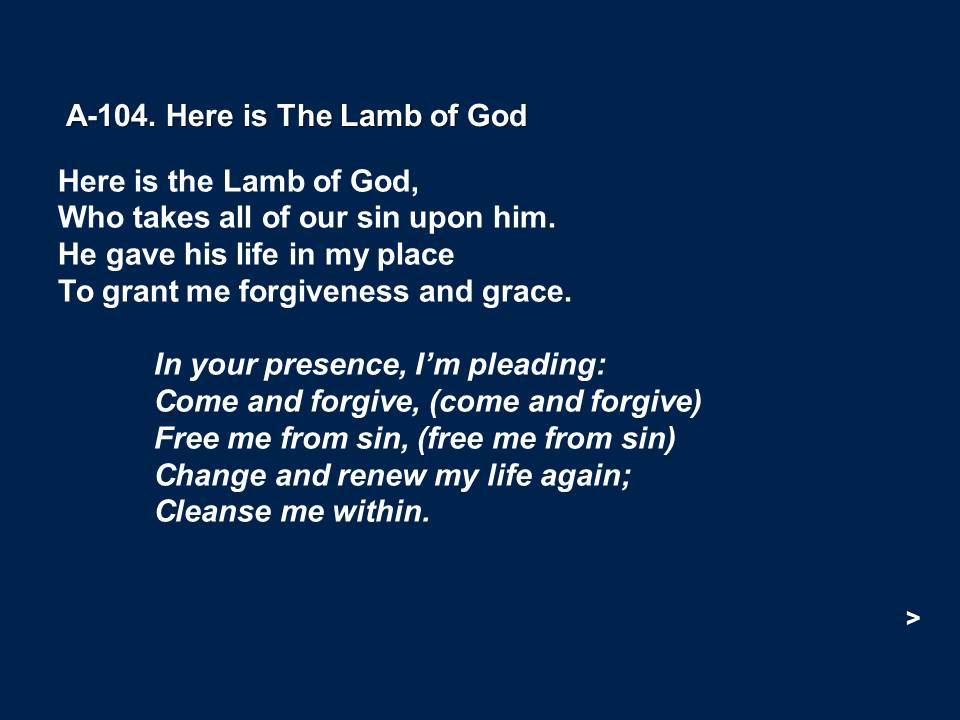 A-104. Here is The Lamb of God
Here is the Lamb of God,
Who takes all of our sin upon him.
He gave his life in my place
To grant me forgiveness and grace.
In your presence, I’m pleading:
Come and forgive, (come and forgive)
Free me from sin, (free me from sin)
Change and renew my life again;
Cleanse me within.
>